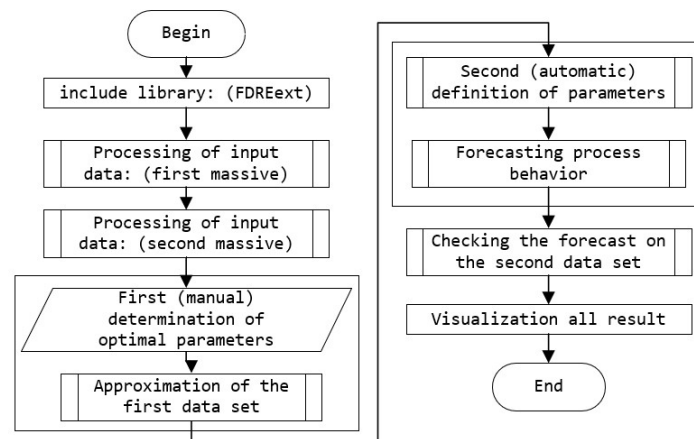 Begin
include library: (FDREext)
Processing of input
data: (first massive)
Processing of input
data: (second massive)
First (manual)
determination of
optimal parameters
Approximation of the
first data set
Second (automatic)
definition of parameters
Forecasting process
behavior
Checking the forecast on
the second data set
Visualization all result
End